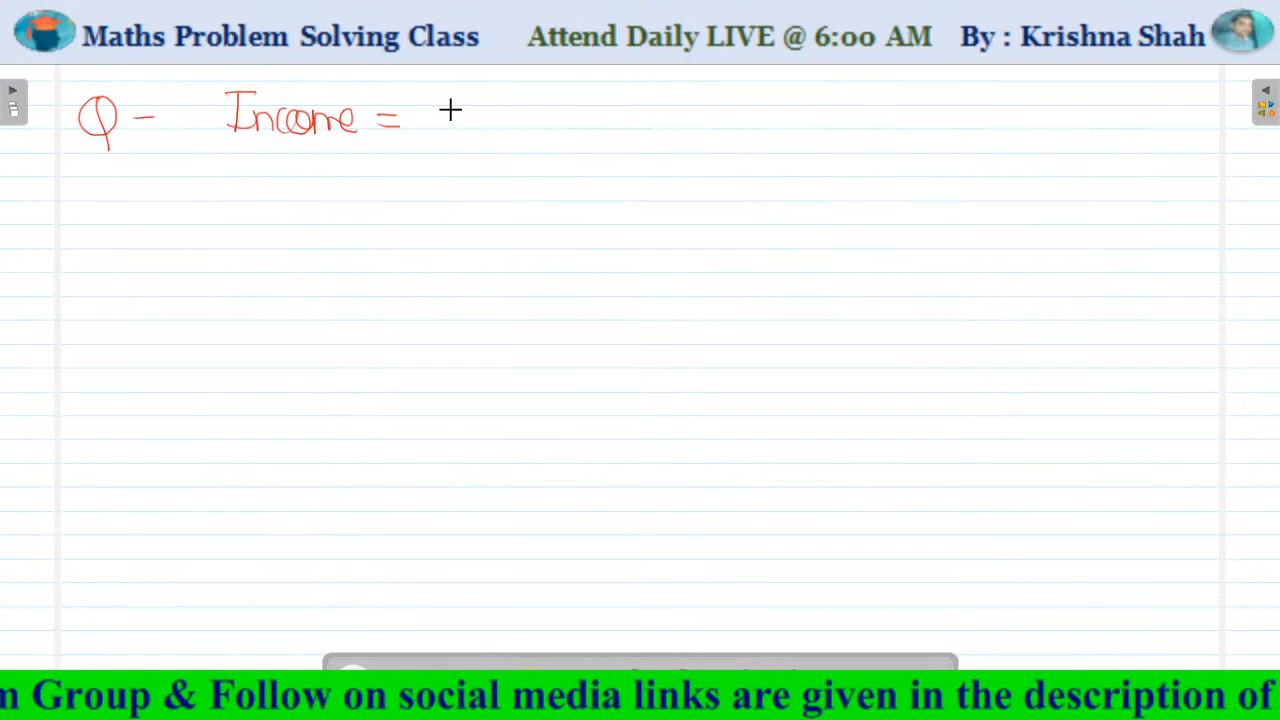 Maths Problem Solving Class Attend Daily LIVE @ 6:00 AM By : Krishna Shah
Q - Income =
m Group & Follow on social media links are given in the description of